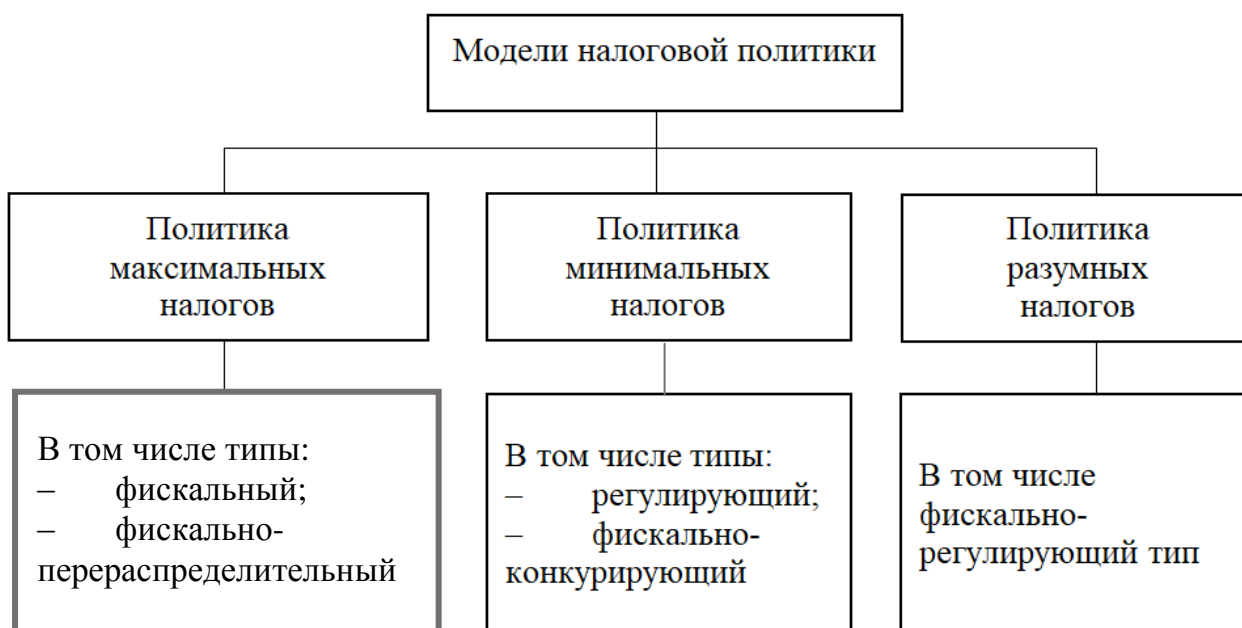 Модели налоговой политики
Политика
максимальных
налогов
Политика
минимальных
налогов
Политика
разумных
налогов
В том числе типы:
– фискальный;
– фискально-
перераспределительный
В том числе типы:
– регулирующий;
– фискально-
конкурирующий
В том числе
фискально-
регулирующий тип